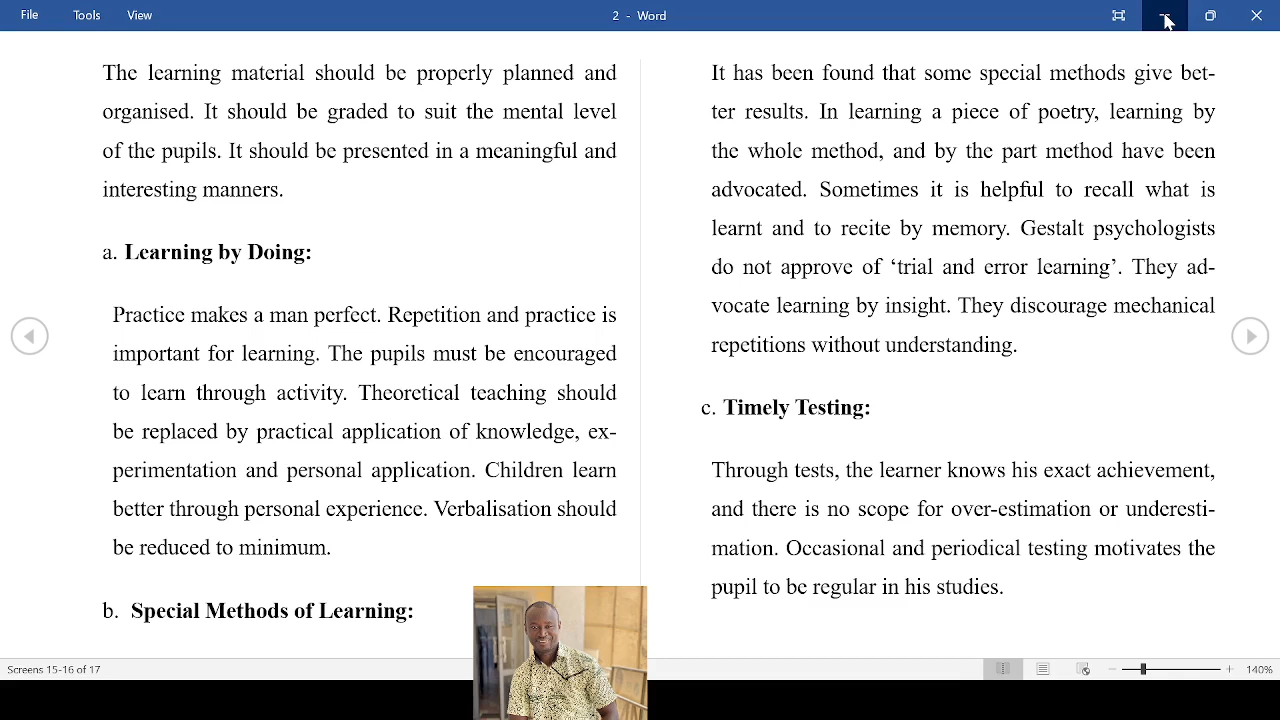 File Tools View 2 - Word
The learning material should be properly planned and
organised. It should be graded to suit the mental level
of the pupils. It should be presented in a meaningful and
interesting manners.
a. Learning by Doing:
Practice makes a man perfect. Repetition and practice is
important for learning. The pupils must be encouraged
to learn through activity. Theoretical teaching should
be replaced by practical application of knowledge, ex-
perimentation and personal application. Children learn
better through personal experience. Verbalisation should
be reduced to minimum.
b. Special Methods of Learning:
It has been found that some special methods give bet-
ter results. In learning a piece of poetry, learning by
the whole method, and by the part method have been
advocated. Sometimes it is helpful to recall what is
learnt and to recite by memory. Gestalt psychologists
do not approve of ‘trial and error learning’. They ad-
vocate learning by insight. They discourage mechanical
repetitions without understanding.
c. Timely Testing:
Through tests, the learner knows his exact achievement,
and there is no scope for over-estimation or underesti-
mation. Occasional and periodical testing motivates the
pupil to be regular in his studies.
Screens 15-16 of 17 140%